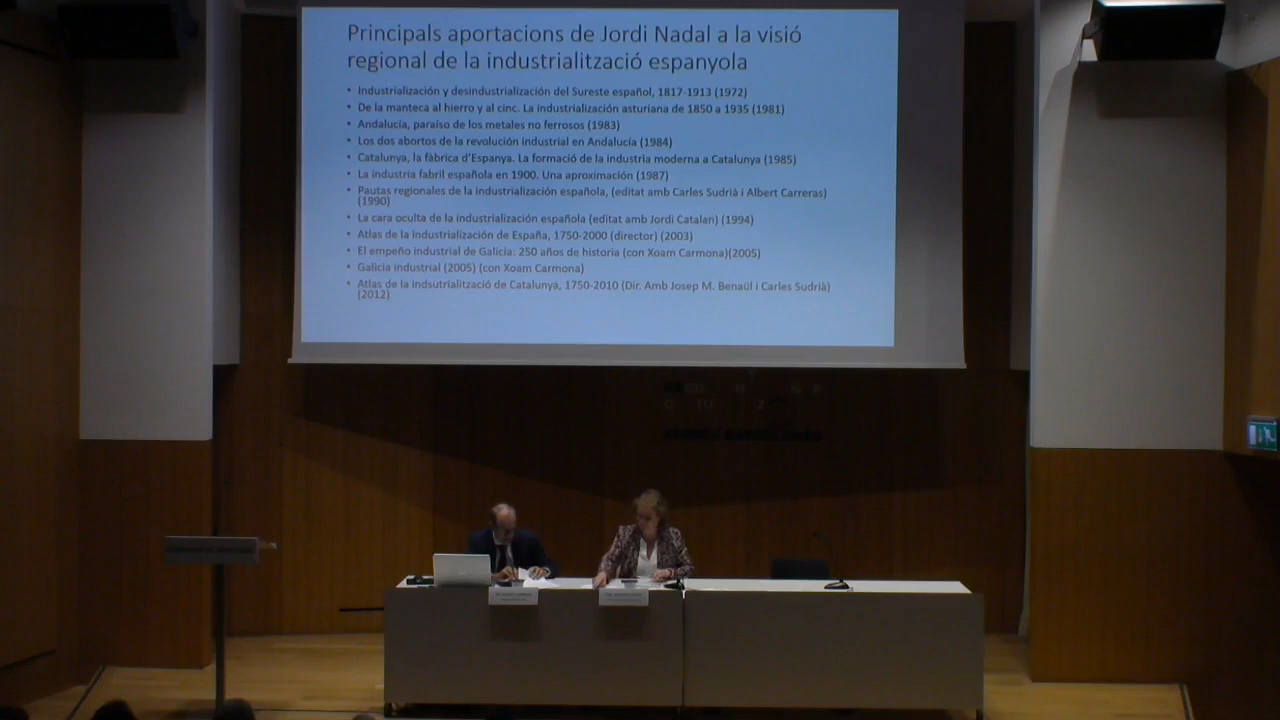 Principals aportacions de Jordi Nadal a la visió
regional de la industrialització espanyola
• Industrialización y desindustrialización del Sureste español, 1817-1913 (1972)
• De la manteca al hierro y al cinc. La industrialización asturiana de 1850 a 1935 (1981)
• Andalucía, paraíso de los metales no ferrosos (1983)
• Los dos abortos de la revolución industrial en Andalucía (1984)
• Catalunya, la fàbrica d'Espanya. La formació de la industria moderna a Catalunya (1985)
• La industria fabril española en 1900. Una aproximación (1987)
• Pautas regionales de la industrialización española, (editat amb Carles Sudrià i Albert Carreras)
(1990)
• La cara oculta de la industrialización española (editat amb Jordi Catalan) (1994)
• Atlas de la industrialización de España, 1750-2000 (director) (2003)
• El empeño industrial de Galicia: 250 años de historia (con Xoam Carmona)(2005)
• Galicia industrial (2005) (con Xoam Carmona)
• Atlas de la indsutrialització de Catalunya, 1750-2010 (Dir. Amb Josep M. Benaül i Carles Sudrià)
(2012)